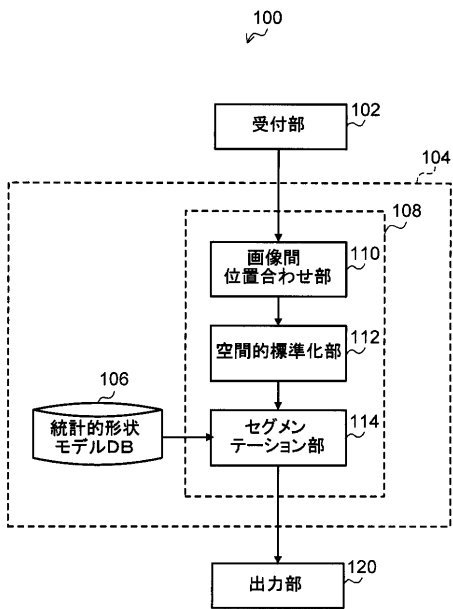 100
受付部
102
104
108
画像間
位置合わせ部
110
空間的標準化部
112
106
統計的形状
モデルDB
セグメン
テーション部
114
出力部
120